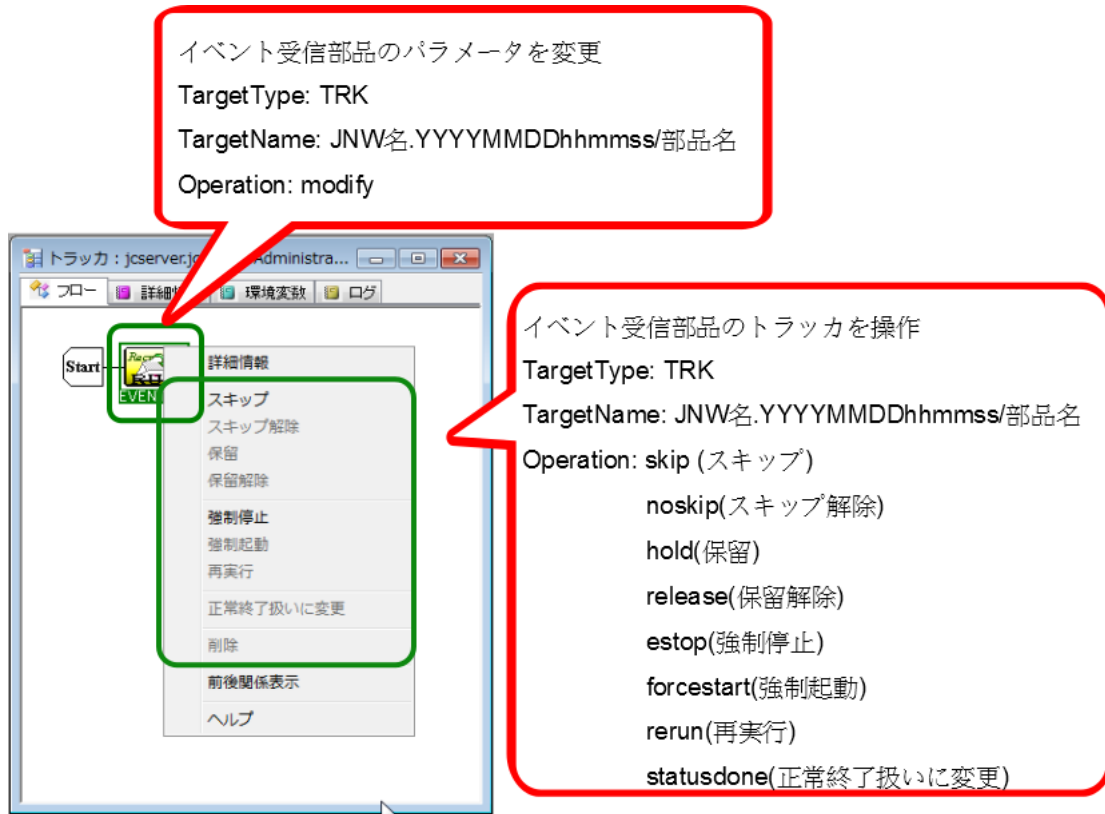 イベント受信部品のパラメータを変更
TargetType: TRK
TargetName: JNW名.YYYYMMDDhhmmss/部品名
Operation: modify
トラッカ : jcserver.jo Administra...
フロー 詳細 環境変数 ログ
Start
EVEN
詳細情報
スキップ
スキップ解除
保留
保留解除
強制停止
強制起動
再実行
正常終了扱いに変更
削除
前後関係表示
ヘルプ
イベント受信部品のトラッカを操作
TargetType: TRK
TargetName: JNW名.YYYYMMDDhhmmss/部品名
Operation: skip (スキップ)
noskip(スキップ解除)
hold(保留)
release(保留解除)
estop(強制停止)
forcestart(強制起動)
rerun(再実行)
statusdone(正常終了扱いに変更)